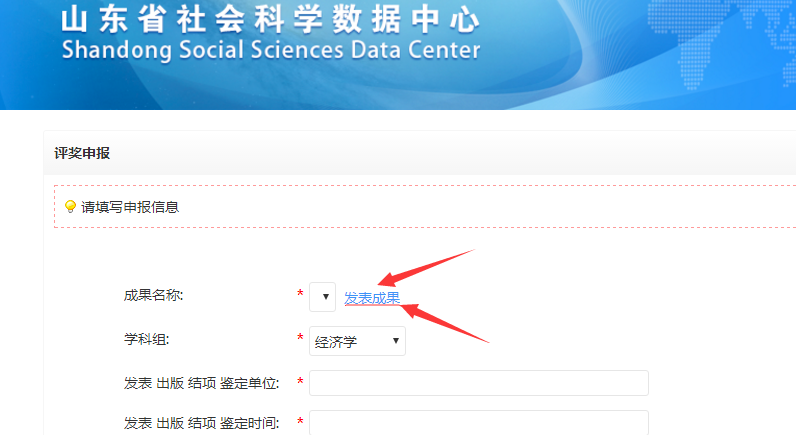 山东省社会科学数据中心
Shandong Social Sciences Data Center
评奖申报
请填写申报信息
成果名称: * 发表成果
学科组: * 经济学
发表 出版 结项 鉴定单位: *
发表 出版 结项 鉴定时间: *